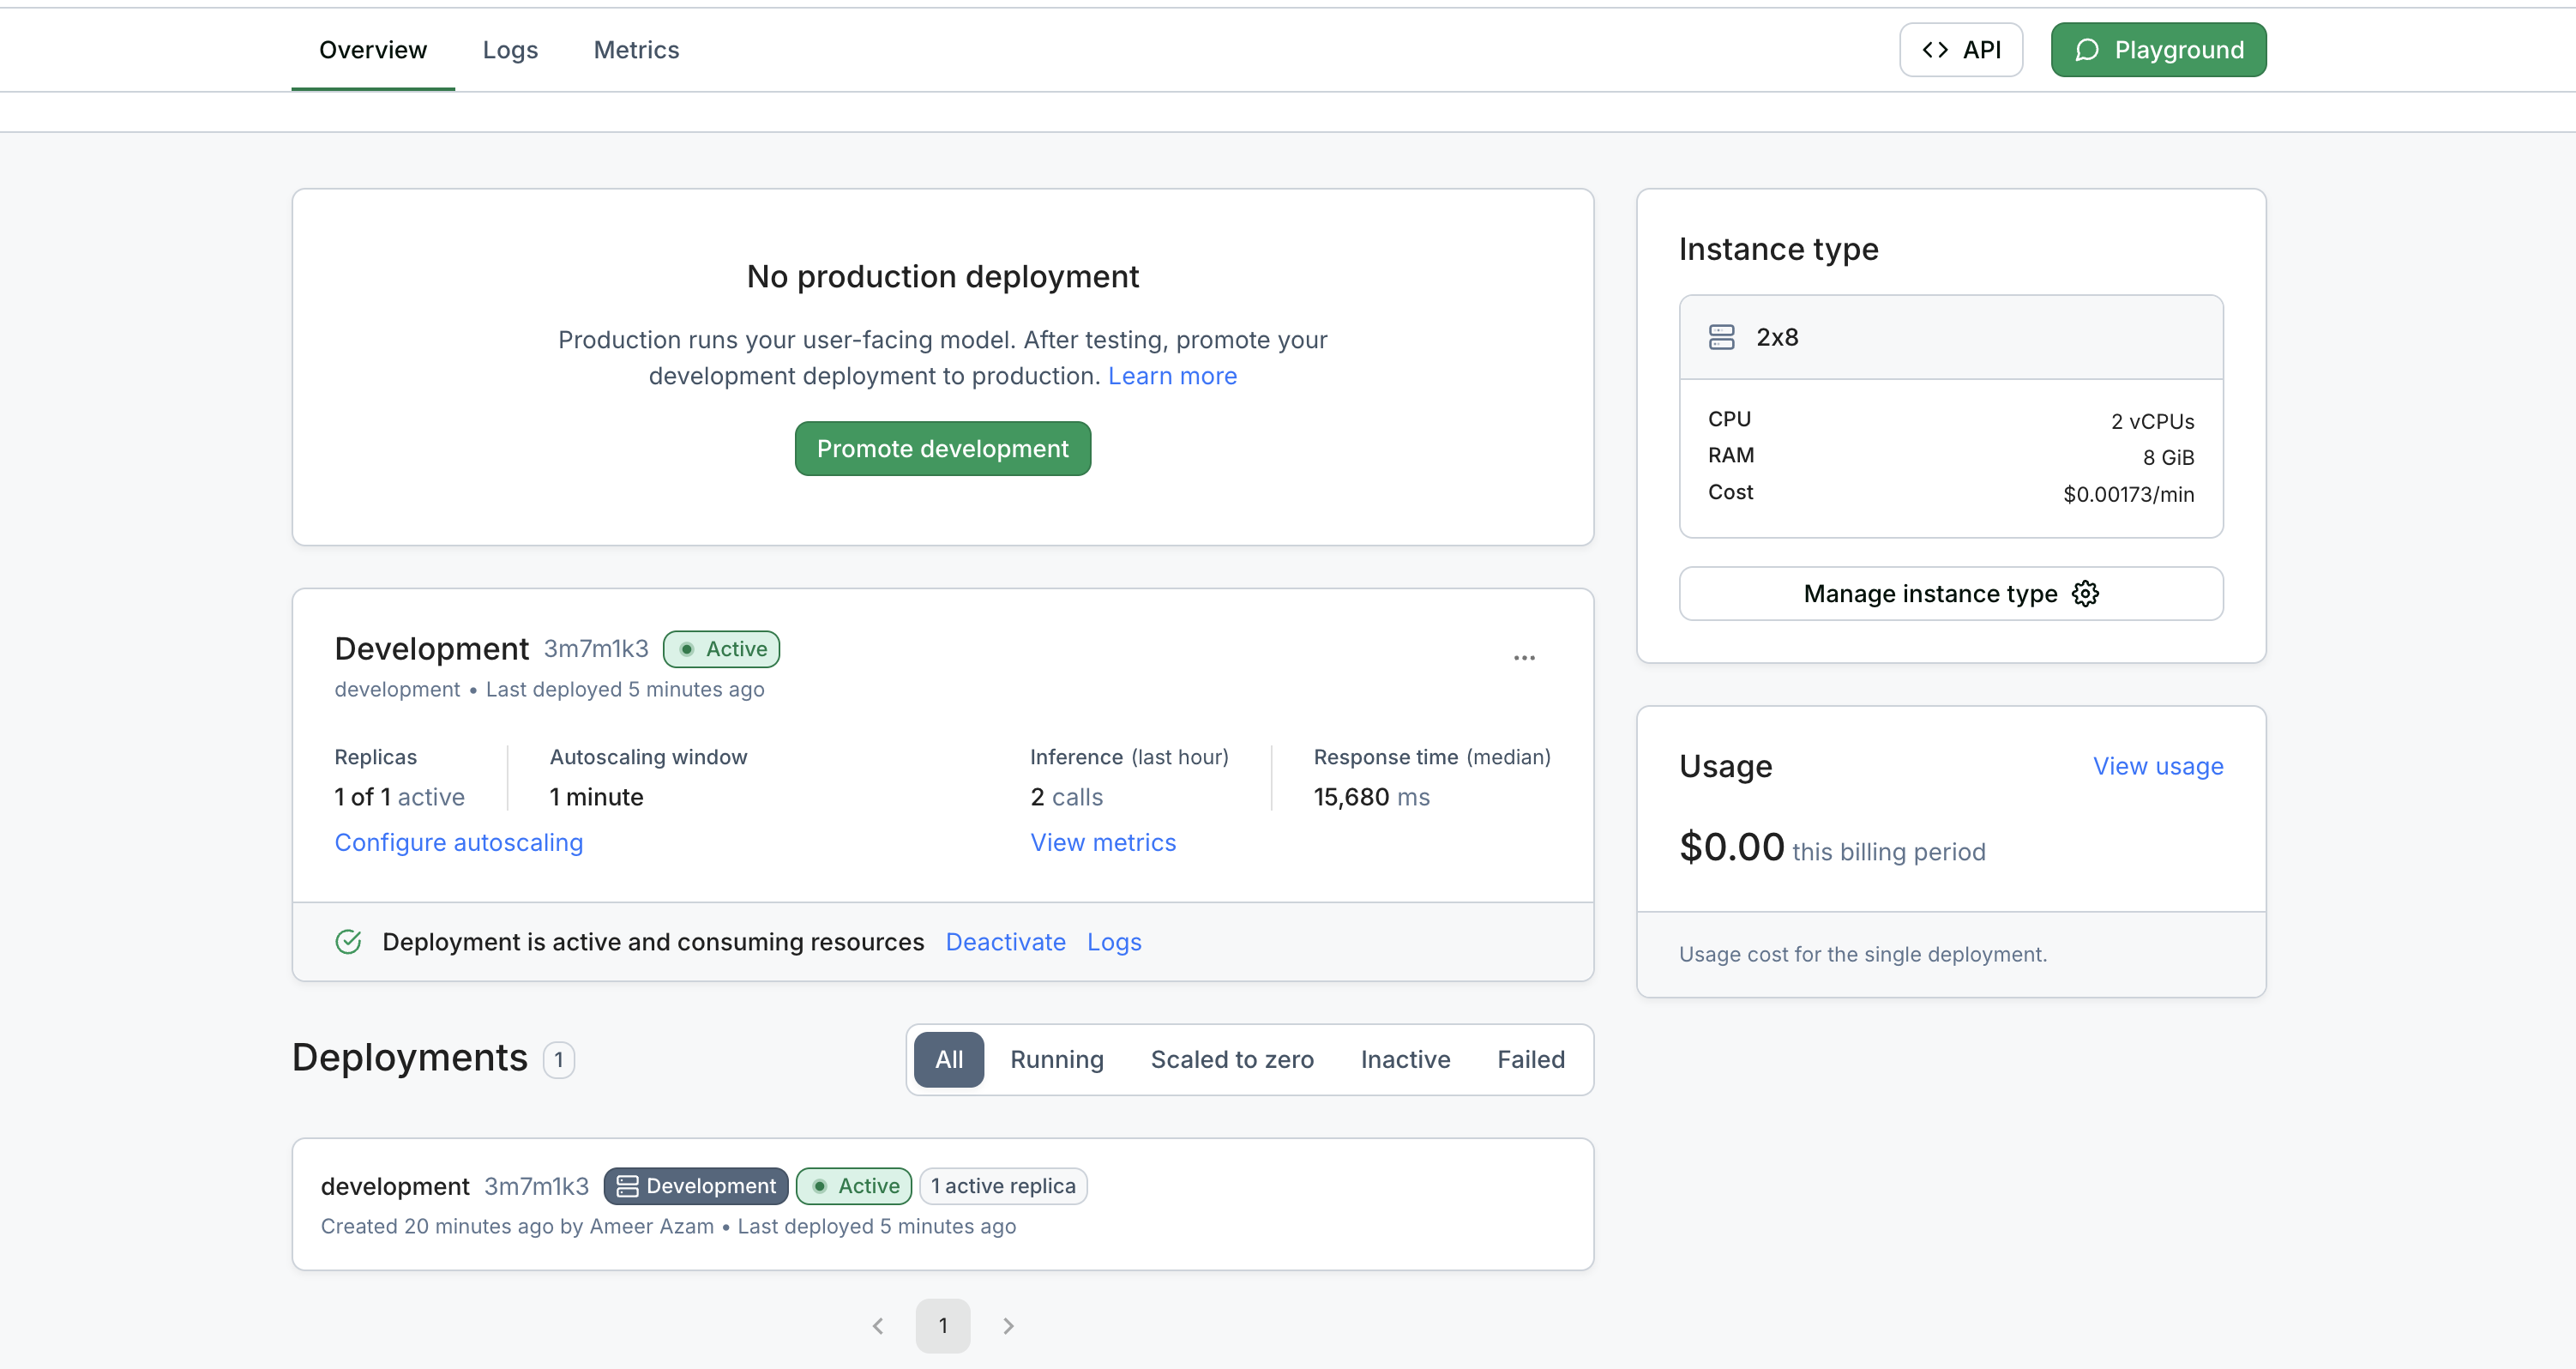 Overview Logs Metrics API Playground
No production deployment
Production runs your user-facing model. After testing, promote your
development deployment to production. Learn more
Promote development
Development 3m7m1k3 Active
development • Last deployed 5 minutes ago
Replicas Autoscaling window Inference (last hour) Response time (median)
1 of 1 active 1 minute 2 calls 15,680 ms
Configure autoscaling View metrics
Deployment is active and consuming resources Deactivate Logs
Instance type
2x8
CPU 2 vCPUs
RAM 8 GiB
Cost $0.00173/min
Manage instance type
Usage View usage
$0.00 this billing period
Usage cost for the single deployment.
Deployments 1 All Running Scaled to zero Inactive Failed
development 3m7m1k3 Development Active 1 active replica
Created 20 minutes ago by Ameer Azam • Last deployed 5 minutes ago
1